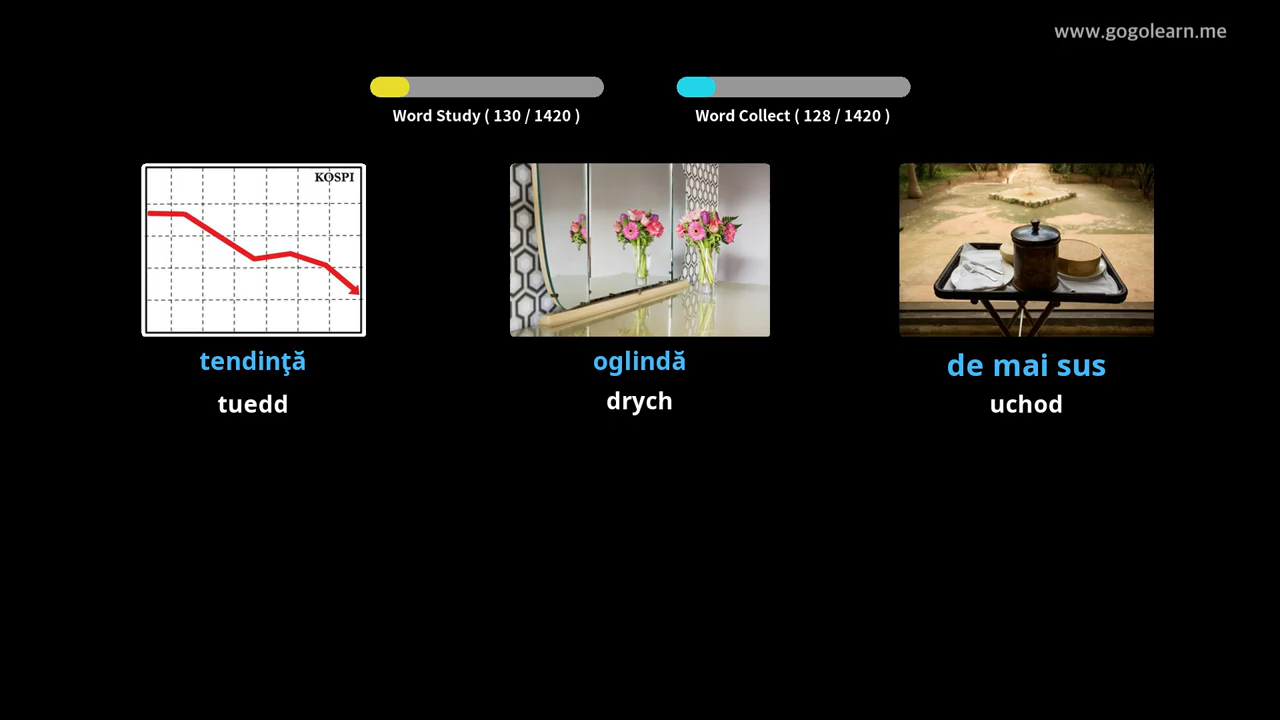 www.gogolearn.me
Word Study ( 130 / 1420 )
Word Collect ( 128 / 1420 )
KOSPI
tendinţă
oglindă
de mai sus
tuedd
drych
uchod